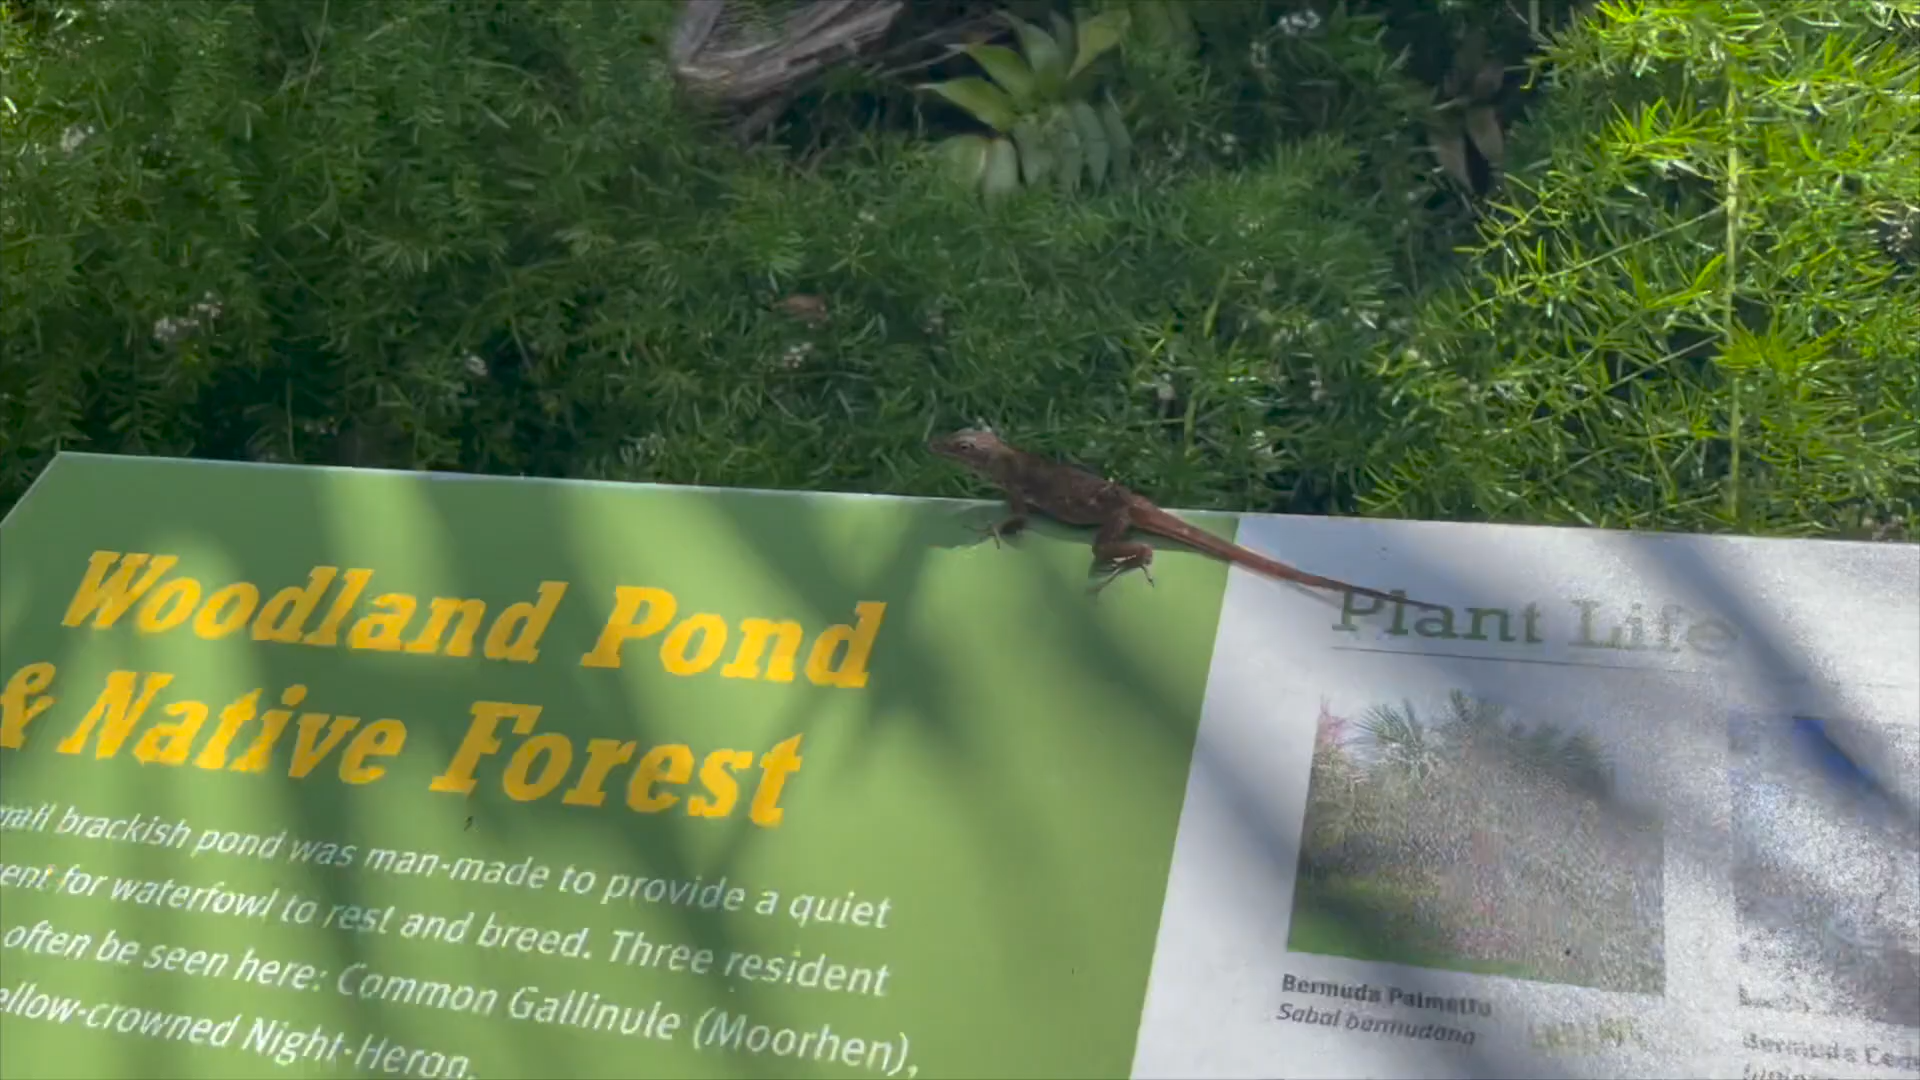 Woodland Pond
& Native Forest
brackish pond was man-made to provide a quiet
for waterfowl to rest and breed. Three resident
often be seen here: Common Gallinule (Moorhen),
Night-Heron.
Plant Life
Bermuda Palmetto
Sabal bermudana
Bermuda